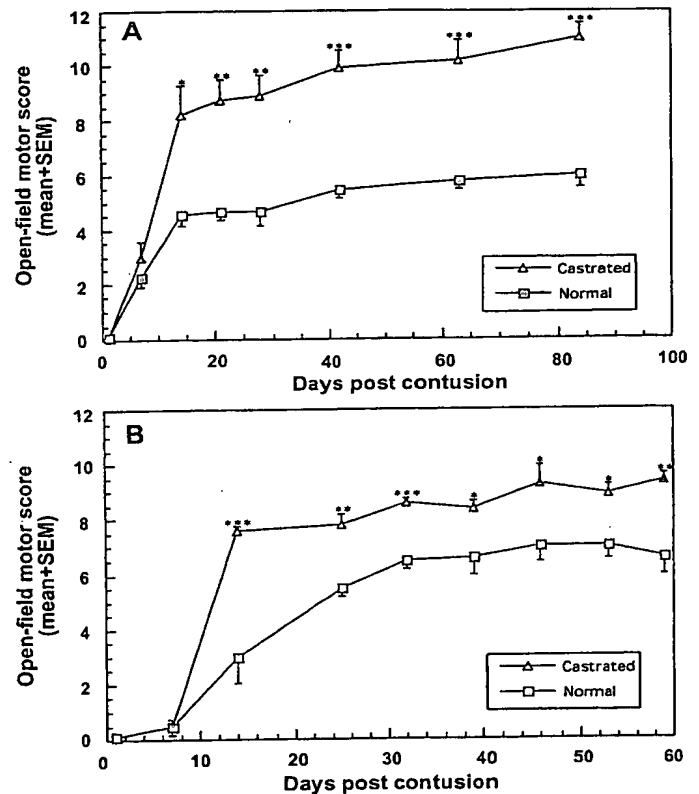 A
Open-field motor score
(mean+SEM)
12
10
8
6
4
2
0
* ** ** *** *** ***
Castrated
Normal
0 20 40 60 80 100
Days post contusion
B
Open-field motor score
(mean+SEM)
12
10
8
6
4
2
0
*** ** *** * * * **
Castrated
Normal
0 10 20 30 40 50 60
Days post contusion